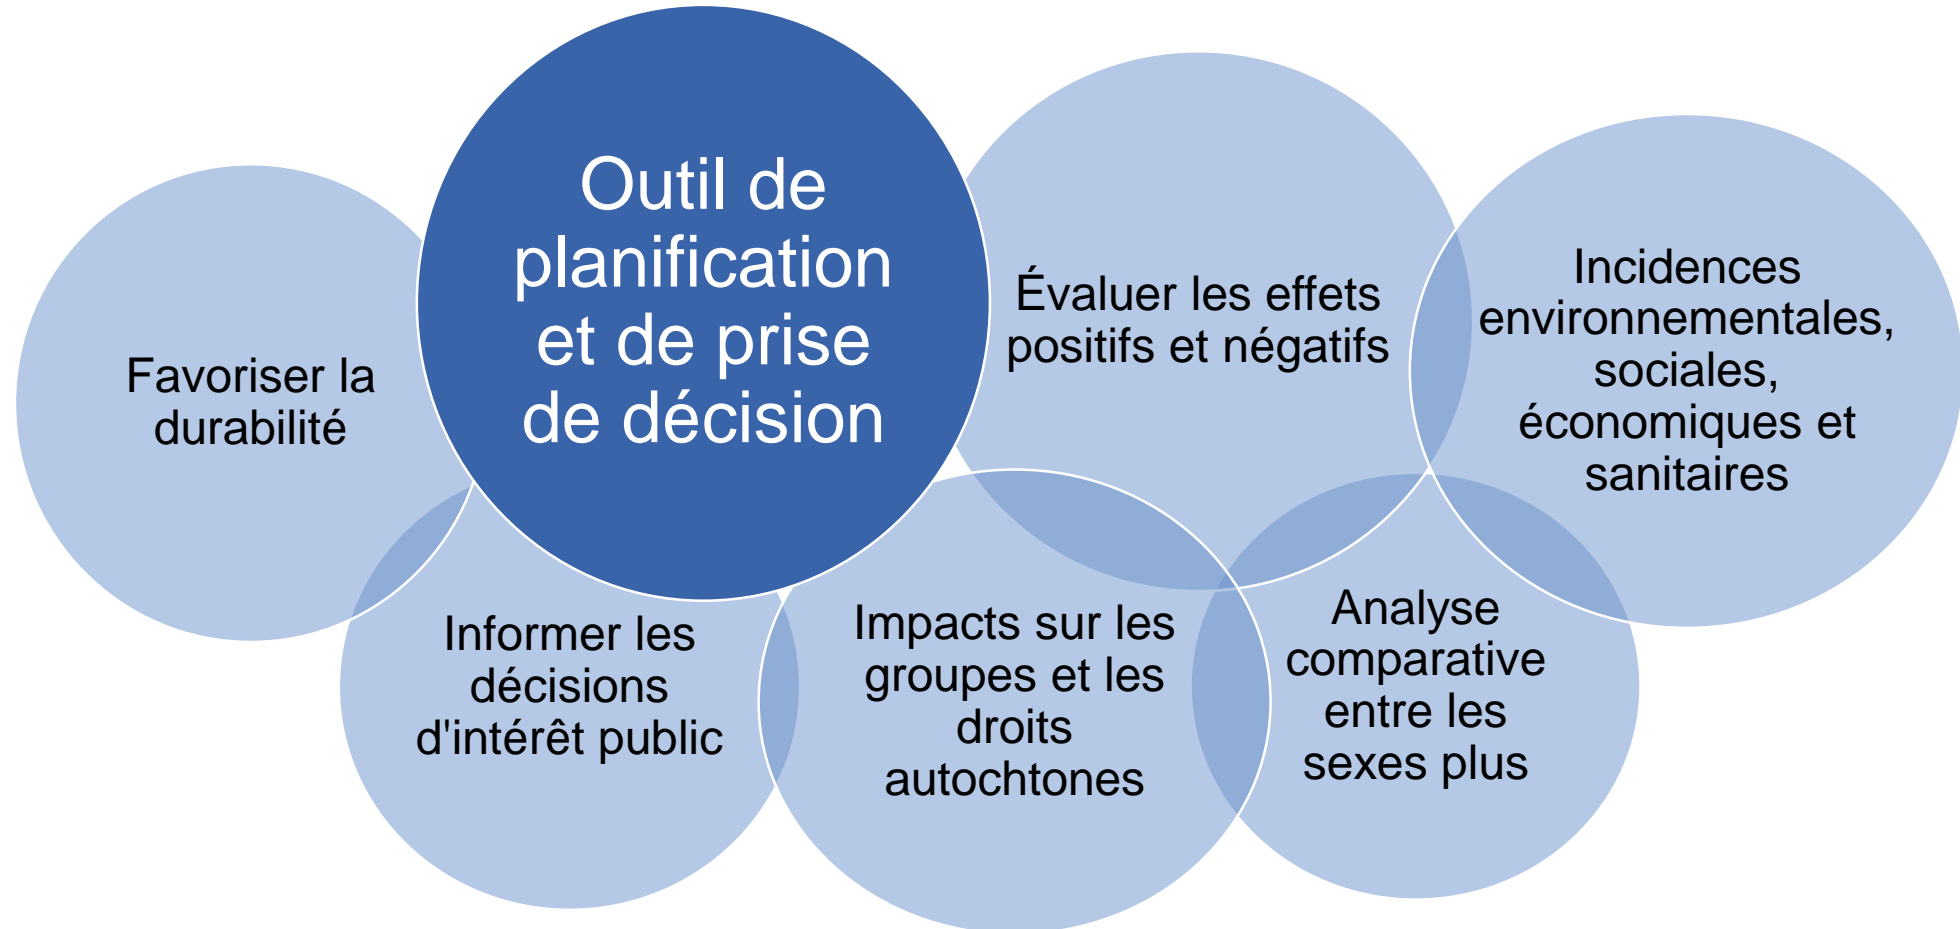 Outil de
planification
et de prise
de décision
Favoriser la
durabilité
Évaluer les effets
positifs et négatifs
Incidences
environnementales,
sociales,
économiques et
sanitaires
Informer les
décisions
d'intérêt public
Impacts sur les
groupes et les
droits
autochtones
Analyse
comparative
entre les
sexes plus